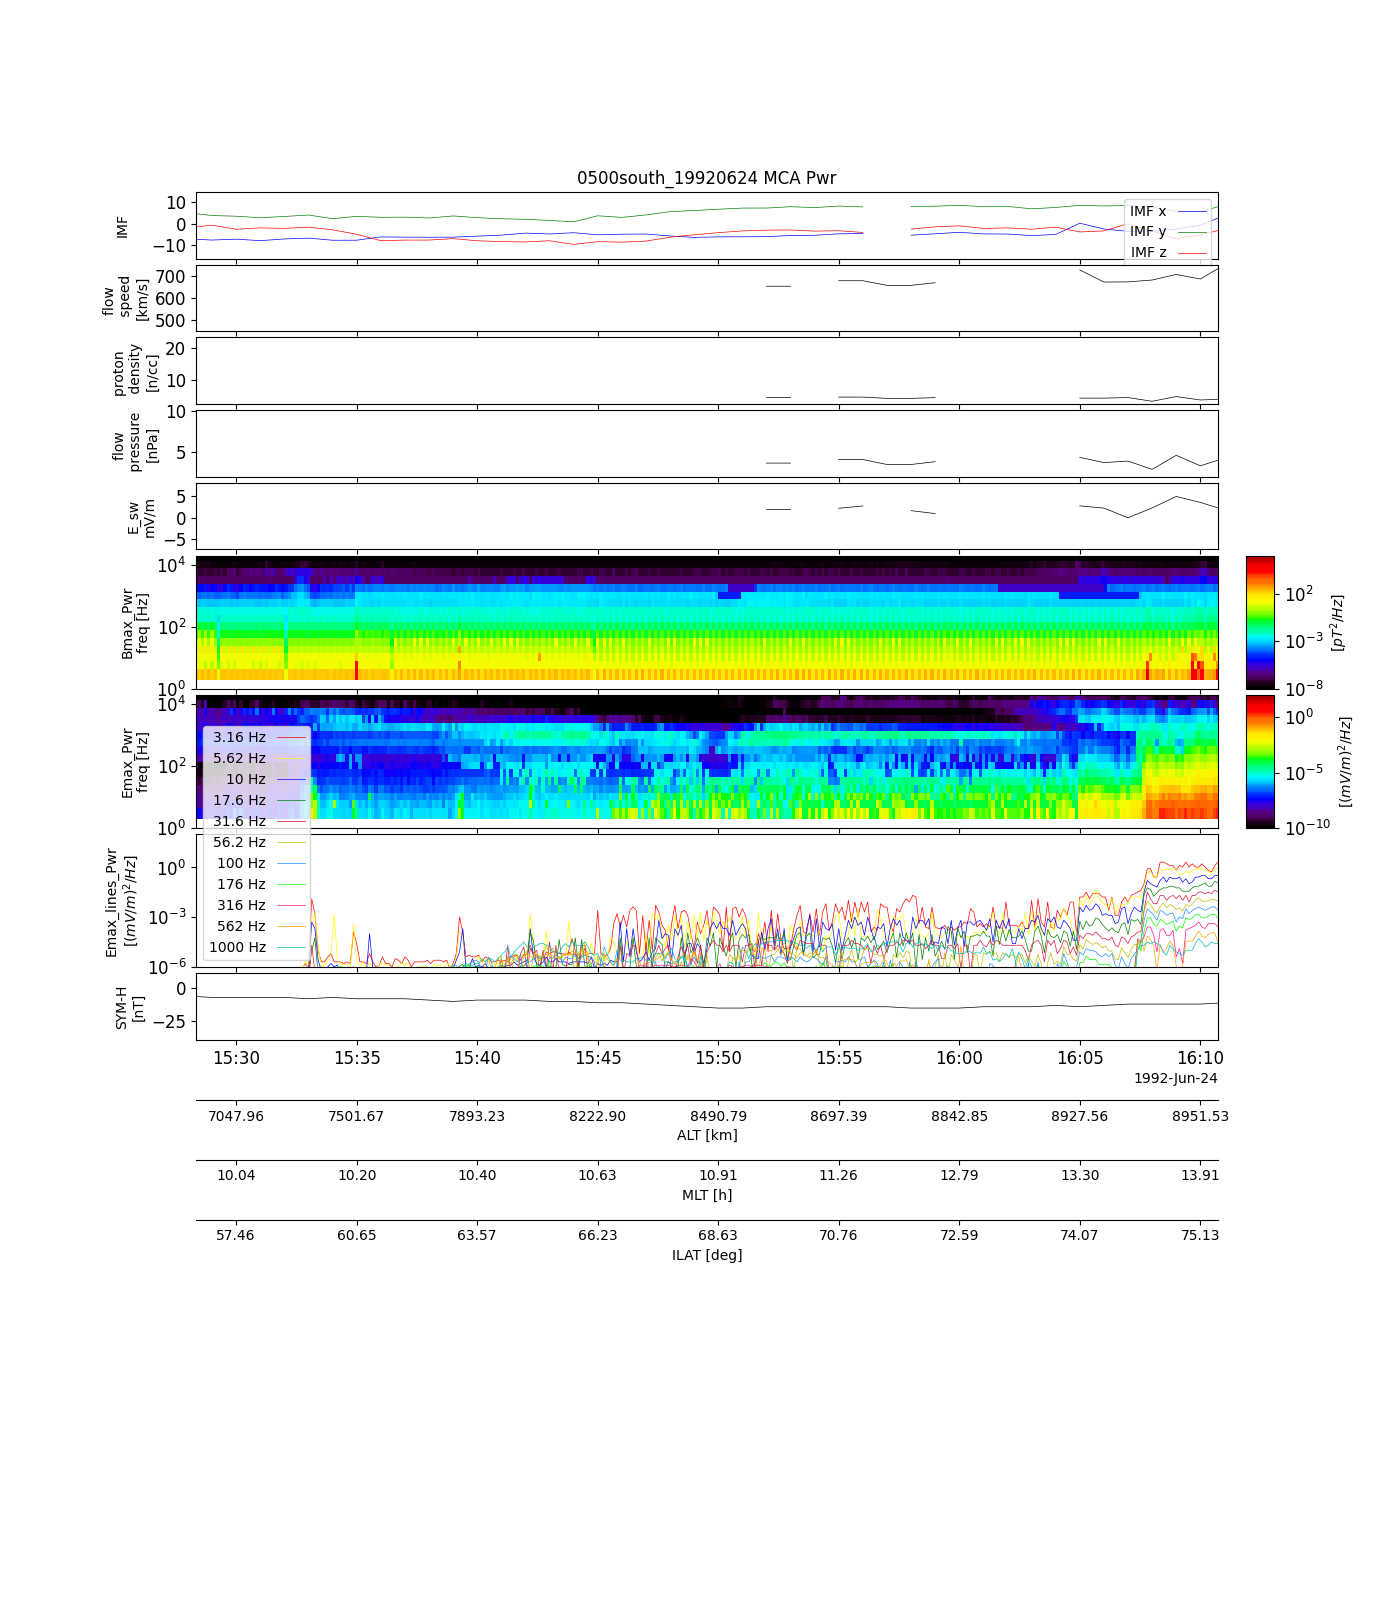 0500south_19920624 MCA Pwr
10
0
−10
IMF
IMF x
IMF y
IMF z
700
600
500
flow
speed
[km/s]
20
10
proton
density
[n/cc]
10
5
flow
pressure
[nPa]
5
0
−5
E_sw
mV/m
10^4
10^2
10^0
Bmax_Pwr
freq [Hz]
10^2
10^−3
10^−8
[pT^2/Hz]
10^4
10^2
10^0
Emax_Pwr
freq [Hz]
10^0
10^−5
10^−10
[(mV/m)^2/Hz]
3.16 Hz
5.62 Hz
10 Hz
17.6 Hz
31.6 Hz
56.2 Hz
100 Hz
176 Hz
316 Hz
562 Hz
1000 Hz
10^0
10^−3
10^−6
Emax_lines_Pwr
[(mV/m)^2/Hz]
0
−25
SYM-H
[nT]
15:30 15:35 15:40 15:45 15:50 15:55 16:00 16:05 16:10
1992-Jun-24
7047.96 7501.67 7893.23 8222.90 8490.79 8697.39 8842.85 8927.56 8951.53
ALT [km]
10.04 10.20 10.40 10.63 10.91 11.26 12.79 13.30 13.91
MLT [h]
57.46 60.65 63.57 66.23 68.63 70.76 72.59 74.07 75.13
ILAT [deg]